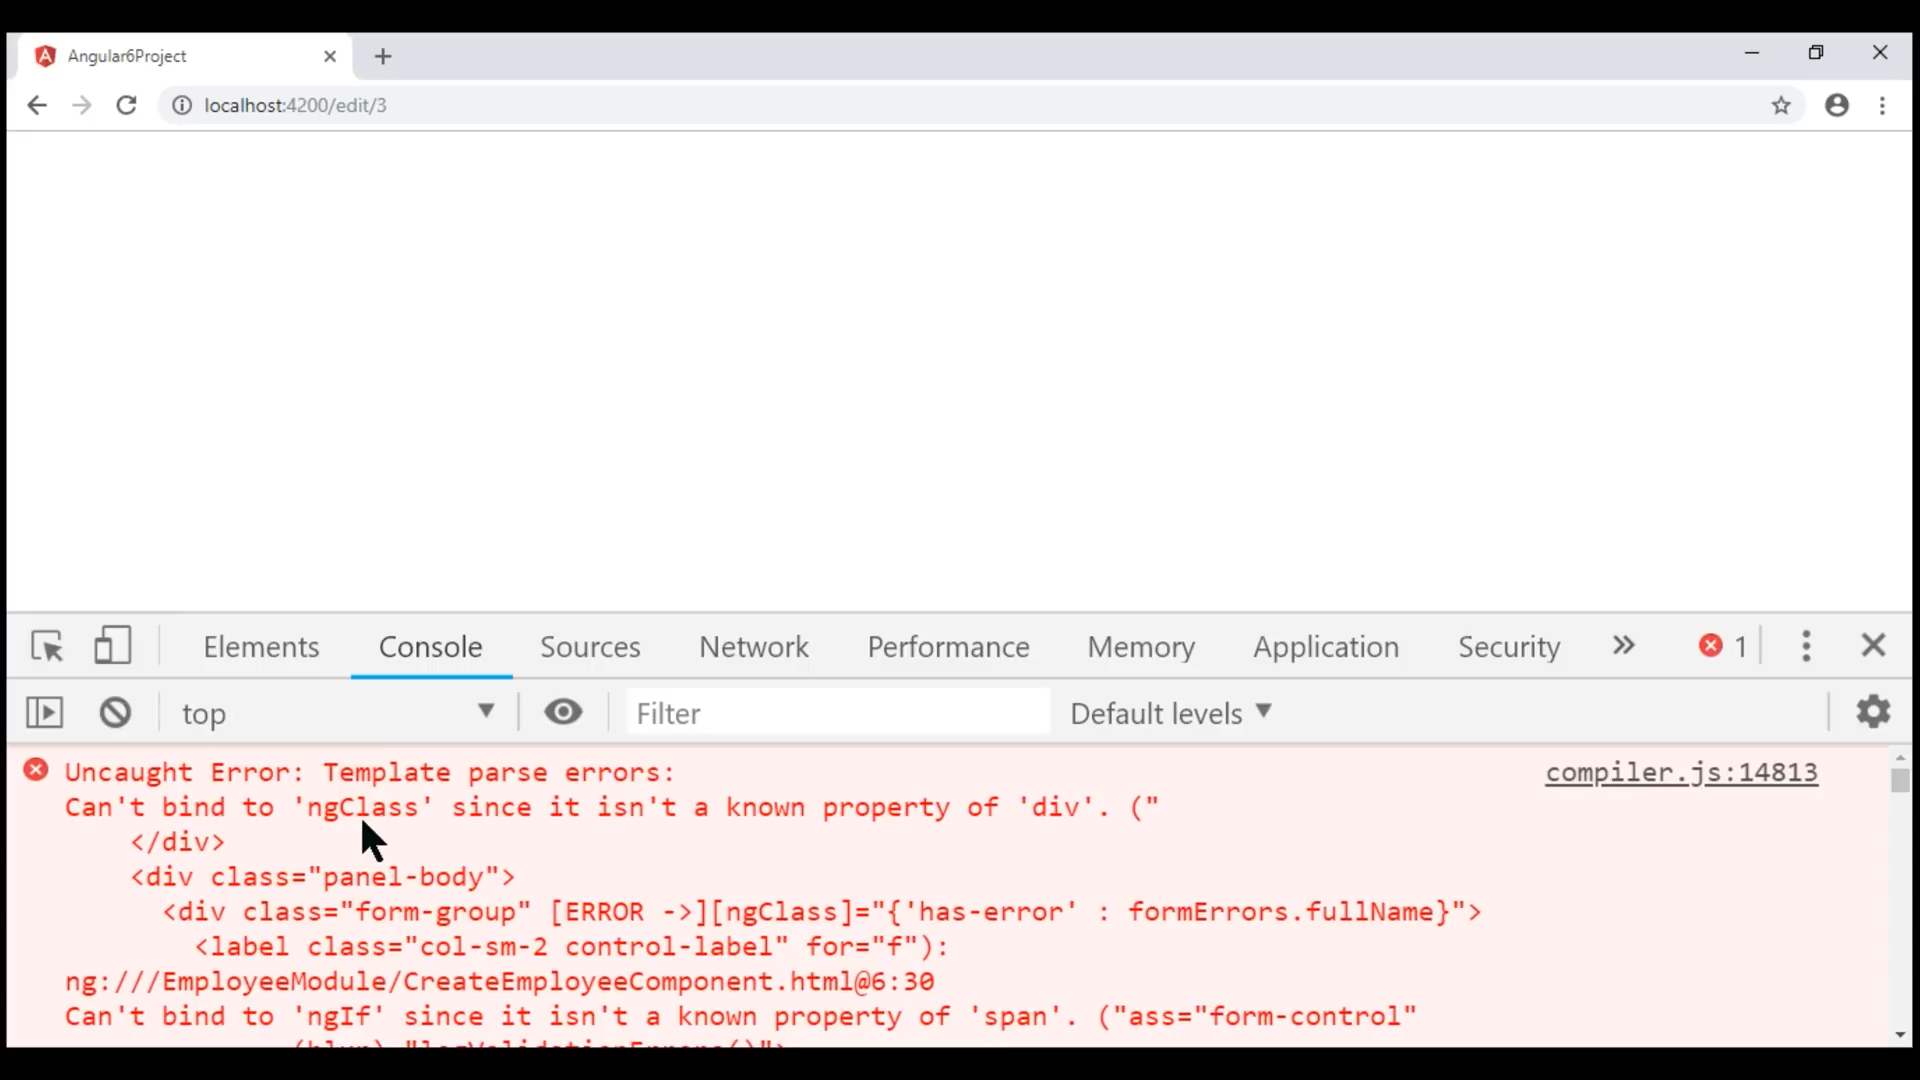 Angular6Project
localhost:4200/edit/3
Elements Console Sources Network Performance Memory Application Security » 1
top Filter Default levels
Uncaught Error: Template parse errors: compiler.js:14813
Can't bind to 'ngClass' since it isn't a known property of 'div'. ("
</div>
<div class="panel-body">
<div class="form-group" [ERROR ->][ngClass]="{'has-error' : formErrors.fullName}">
<label class="col-sm-2 control-label" for="f"):
ng:///EmployeeModule/CreateEmployeeComponent.html@6:30
Can't bind to 'ngIf' since it isn't a known property of 'span'. ("ass="form-control"